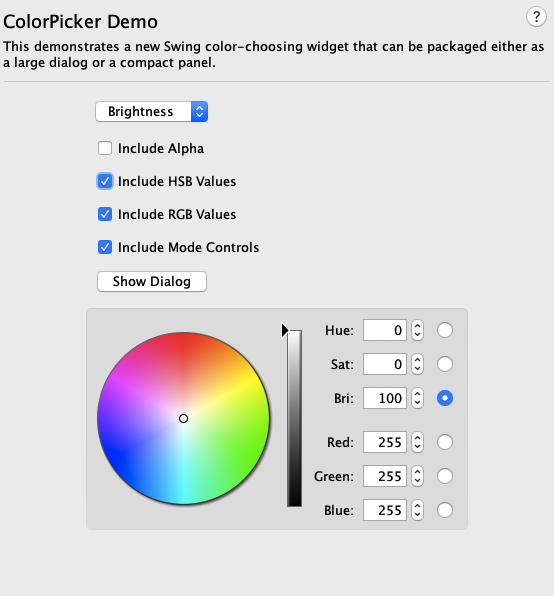 ColorPicker Demo
?
This demonstrates a new Swing color-choosing widget that can be packaged either as
a large dialog or a compact panel.
Brightness
Include Alpha
Include HSB Values
Include RGB Values
Include Mode Controls
Show Dialog
Hue: 0
Sat: 0
Bri: 100
Red: 255
Green: 255
Blue: 255